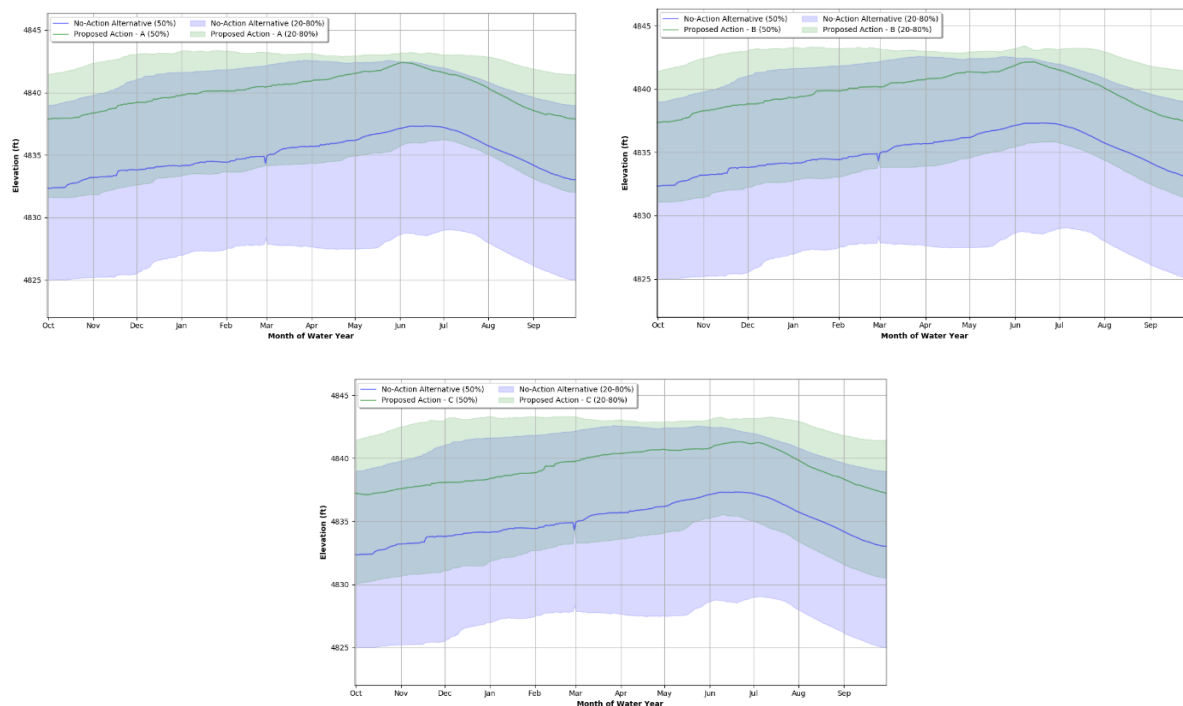 No-Action Alternative (50%) No-Action Alternative (20-80%)
Proposed Action - A (50%) Proposed Action - A (20-80%)
4845
4840
4835
4830
4825
Elevation (ft)
Oct Nov Dec Jan Feb Mar Apr May Jun Jul Aug Sep
Month of Water Year
No-Action Alternative (50%) No-Action Alternative (20-80%)
Proposed Action - B (50%) Proposed Action - B (20-80%)
4845
4840
4835
4830
4825
Elevation (ft)
Oct Nov Dec Jan Feb Mar Apr May Jun Jul Aug Sep
Month of Water Year
No-Action Alternative (50%) No-Action Alternative (20-80%)
Proposed Action - C (50%) Proposed Action - C (20-80%)
4845
4840
4835
4830
4825
Elevation (ft)
Oct Nov Dec Jan Feb Mar Apr May Jun Jul Aug Sep
Month of Water Year